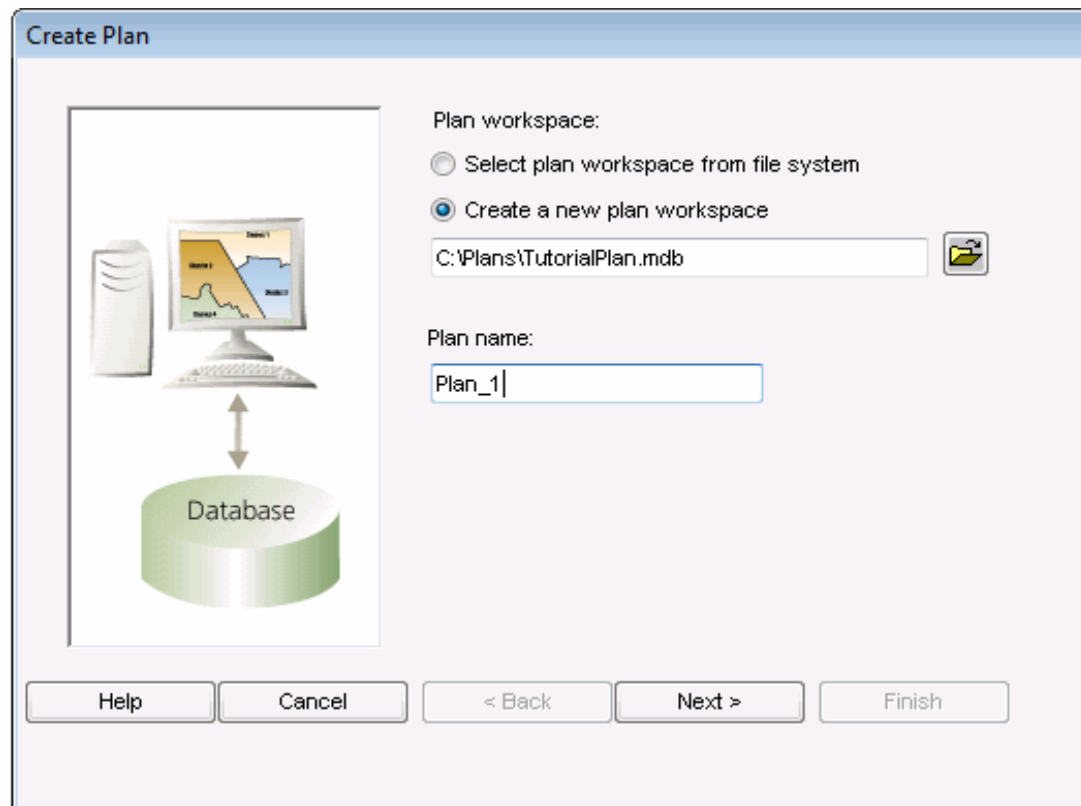 Create Plan
Plan workspace:
Select plan workspace from file system
Create a new plan workspace
C:\Plans\TutorialPlan.mdb
Plan name:
Plan_1
Database
Help
Cancel
< Back
Next >
Finish